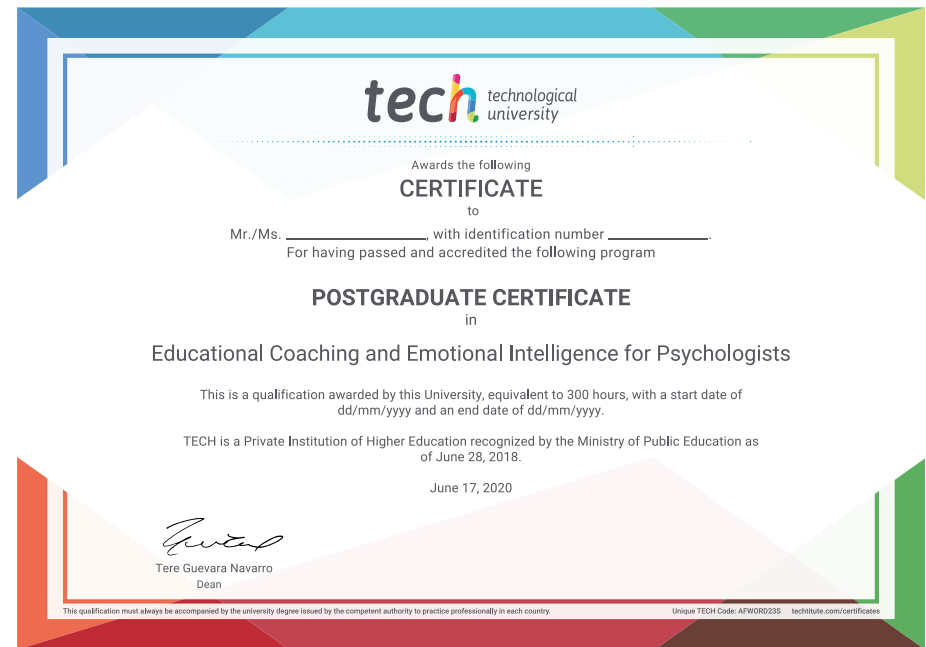 tech technological
university
Awards the following
CERTIFICATE
to
Mr./Ms. ____________________, with identification number ______________.
For having passed and accredited the following program
POSTGRADUATE CERTIFICATE
in
Educational Coaching and Emotional Intelligence for Psychologists
This is a qualification awarded by this University, equivalent to 300 hours, with a start date of
dd/mm/yyyy and an end date of dd/mm/yyyy.
TECH is a Private Institution of Higher Education recognized by the Ministry of Public Education as
of June 28, 2018.
June 17, 2020
Tere Guevara Navarro
Dean
This qualification must always be accompanied by the university degree issued by the competent authority to practice professionally in each country.
Unique TECH Code: AFWORD23S techtitute.com/certificates